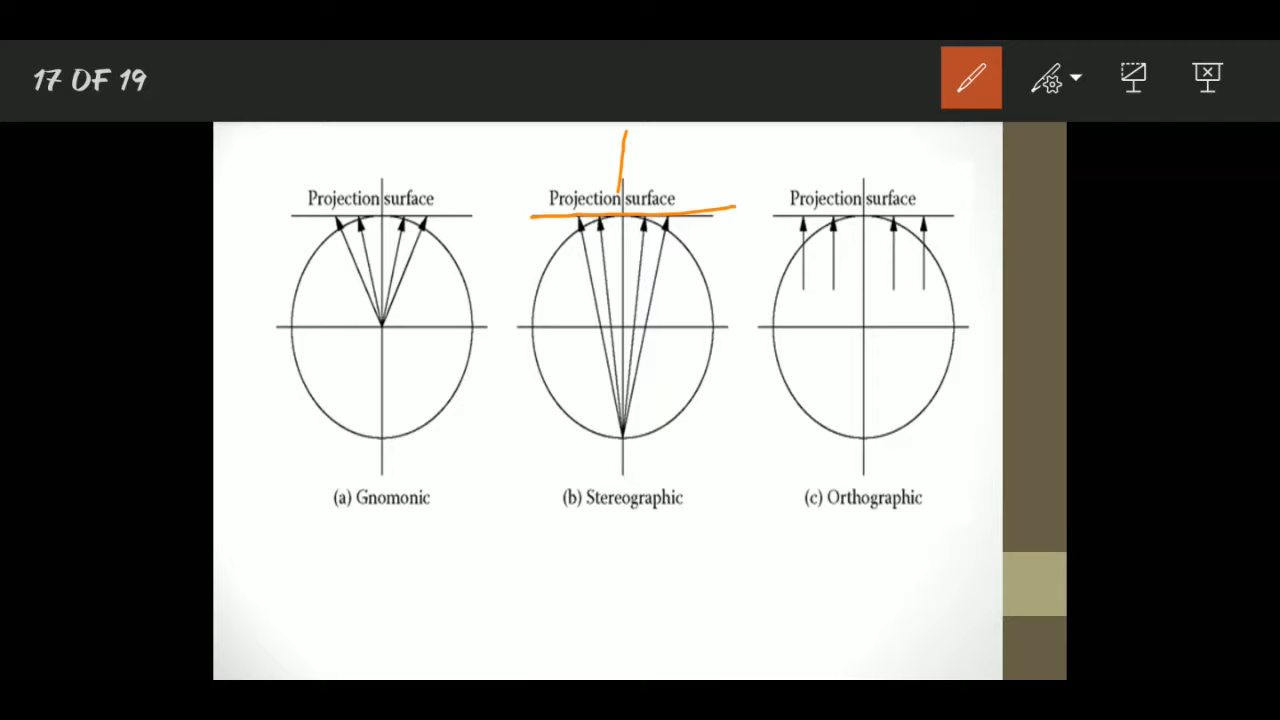 17 OF 19
Projection surface
Projection surface
Projection surface
(a) Gnomonic
(b) Stereographic
(c) Orthographic